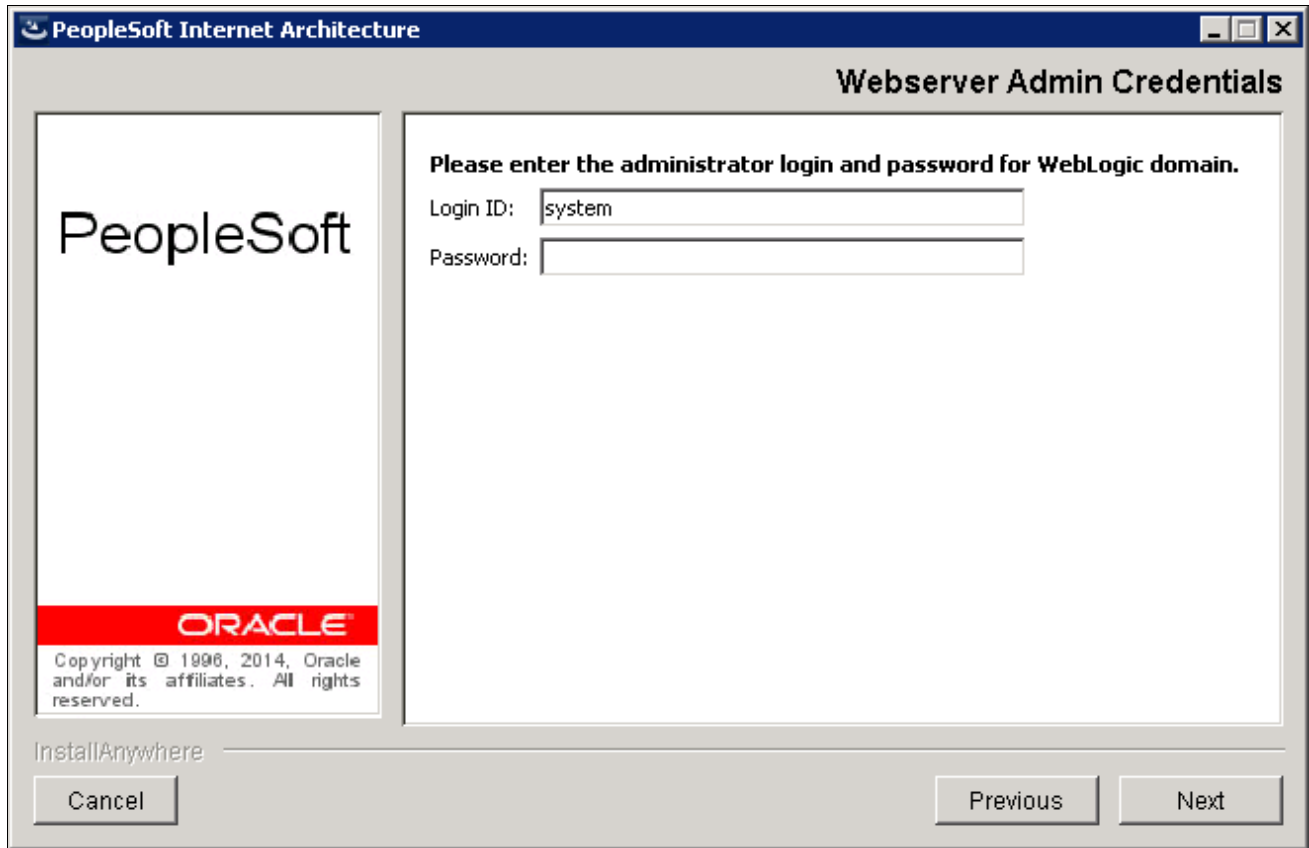 PeopleSoft Internet Architecture
Webserver Admin Credentials
PeopleSoft
ORACLE
Copyright © 1996, 2014, Oracle
and/or its affiliates. All rights
reserved.
Please enter the administrator login and password for WebLogic domain.
Login ID: system
Password:
InstallAnywhere
Cancel Previous Next